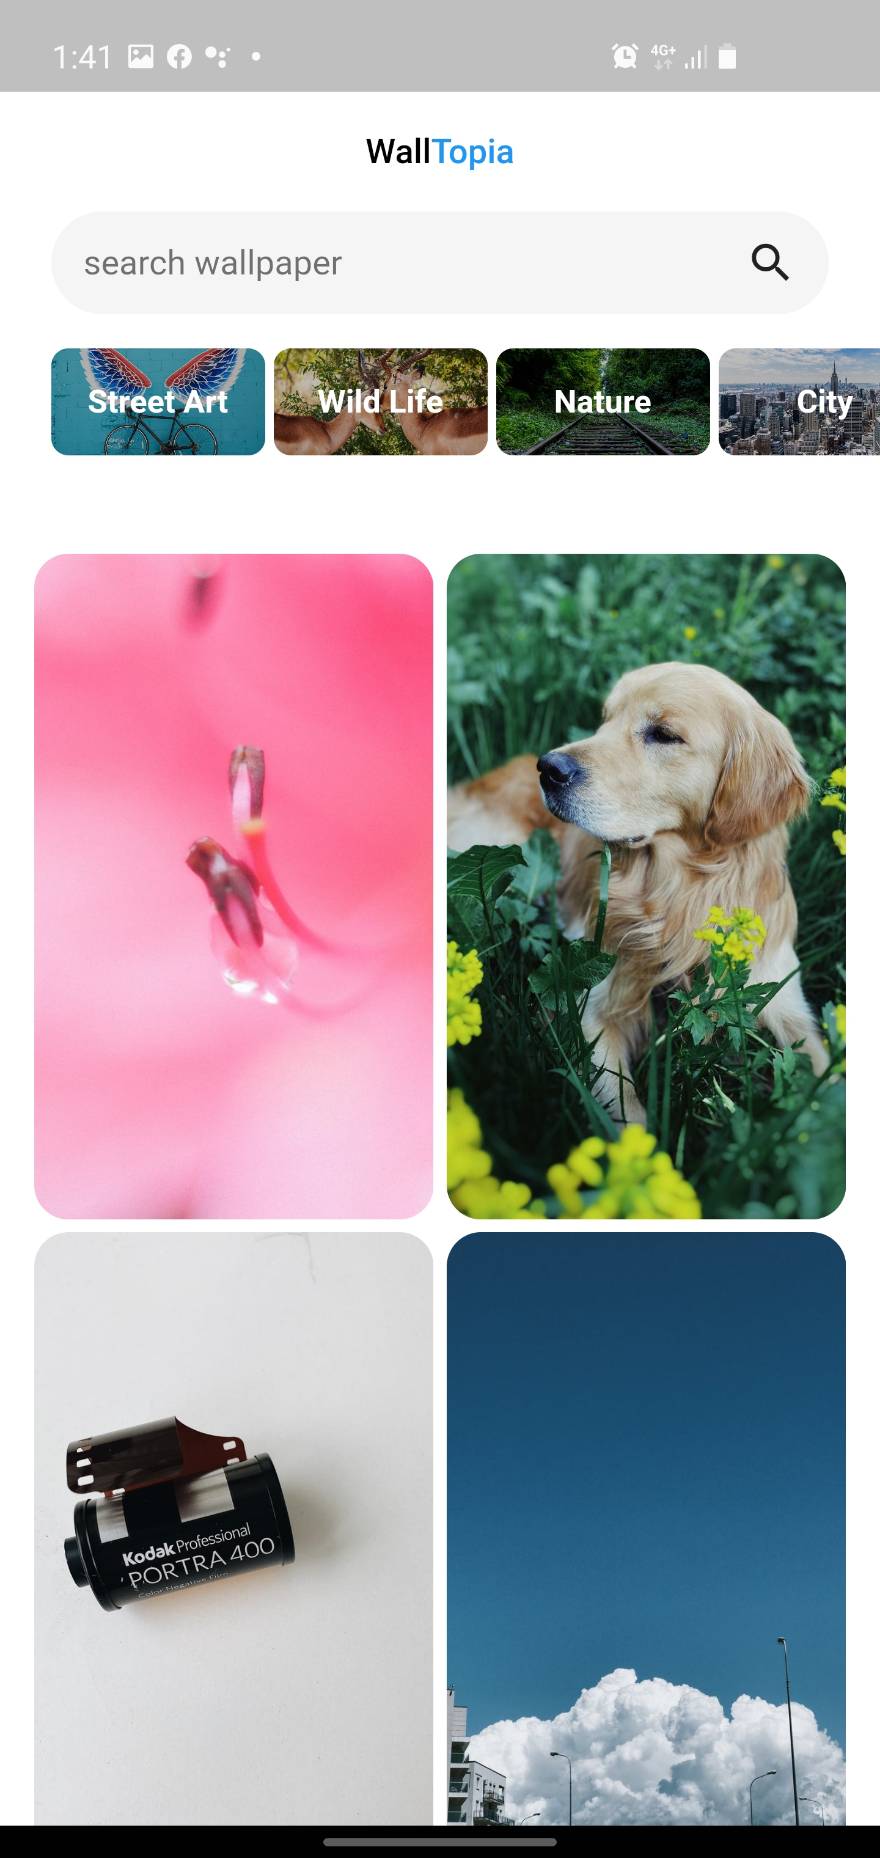 1:41
4G+
WallTopia
search wallpaper
Street Art
Wild Life
Nature
City
Kodak Professional
PORTRA 400
Color Negative Film